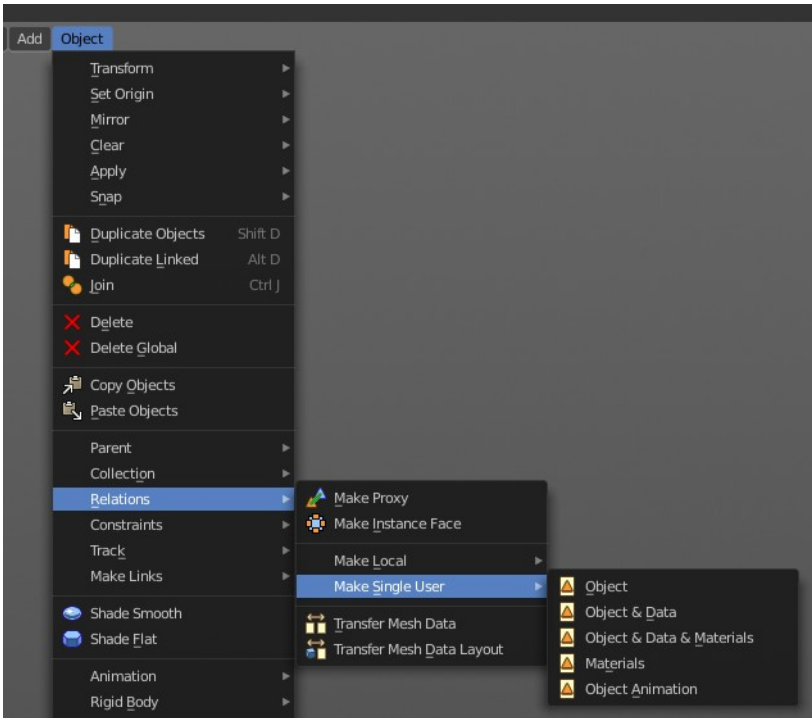 Add Object
Transform
Set Origin
Mirror
Clear
Apply
Snap
Duplicate Objects Shift D
Duplicate Linked Alt D
Join Ctrl J
Delete
Delete Global
Copy Objects
Paste Objects
Parent
Collection
Relations
Constraints
Track
Make Links
Shade Smooth
Shade Flat
Animation
Rigid Body
Make Proxy
Make Instance Face
Make Local
Make Single User
Transfer Mesh Data
Transfer Mesh Data Layout
Object
Object & Data
Object & Data & Materials
Materials
Object Animation